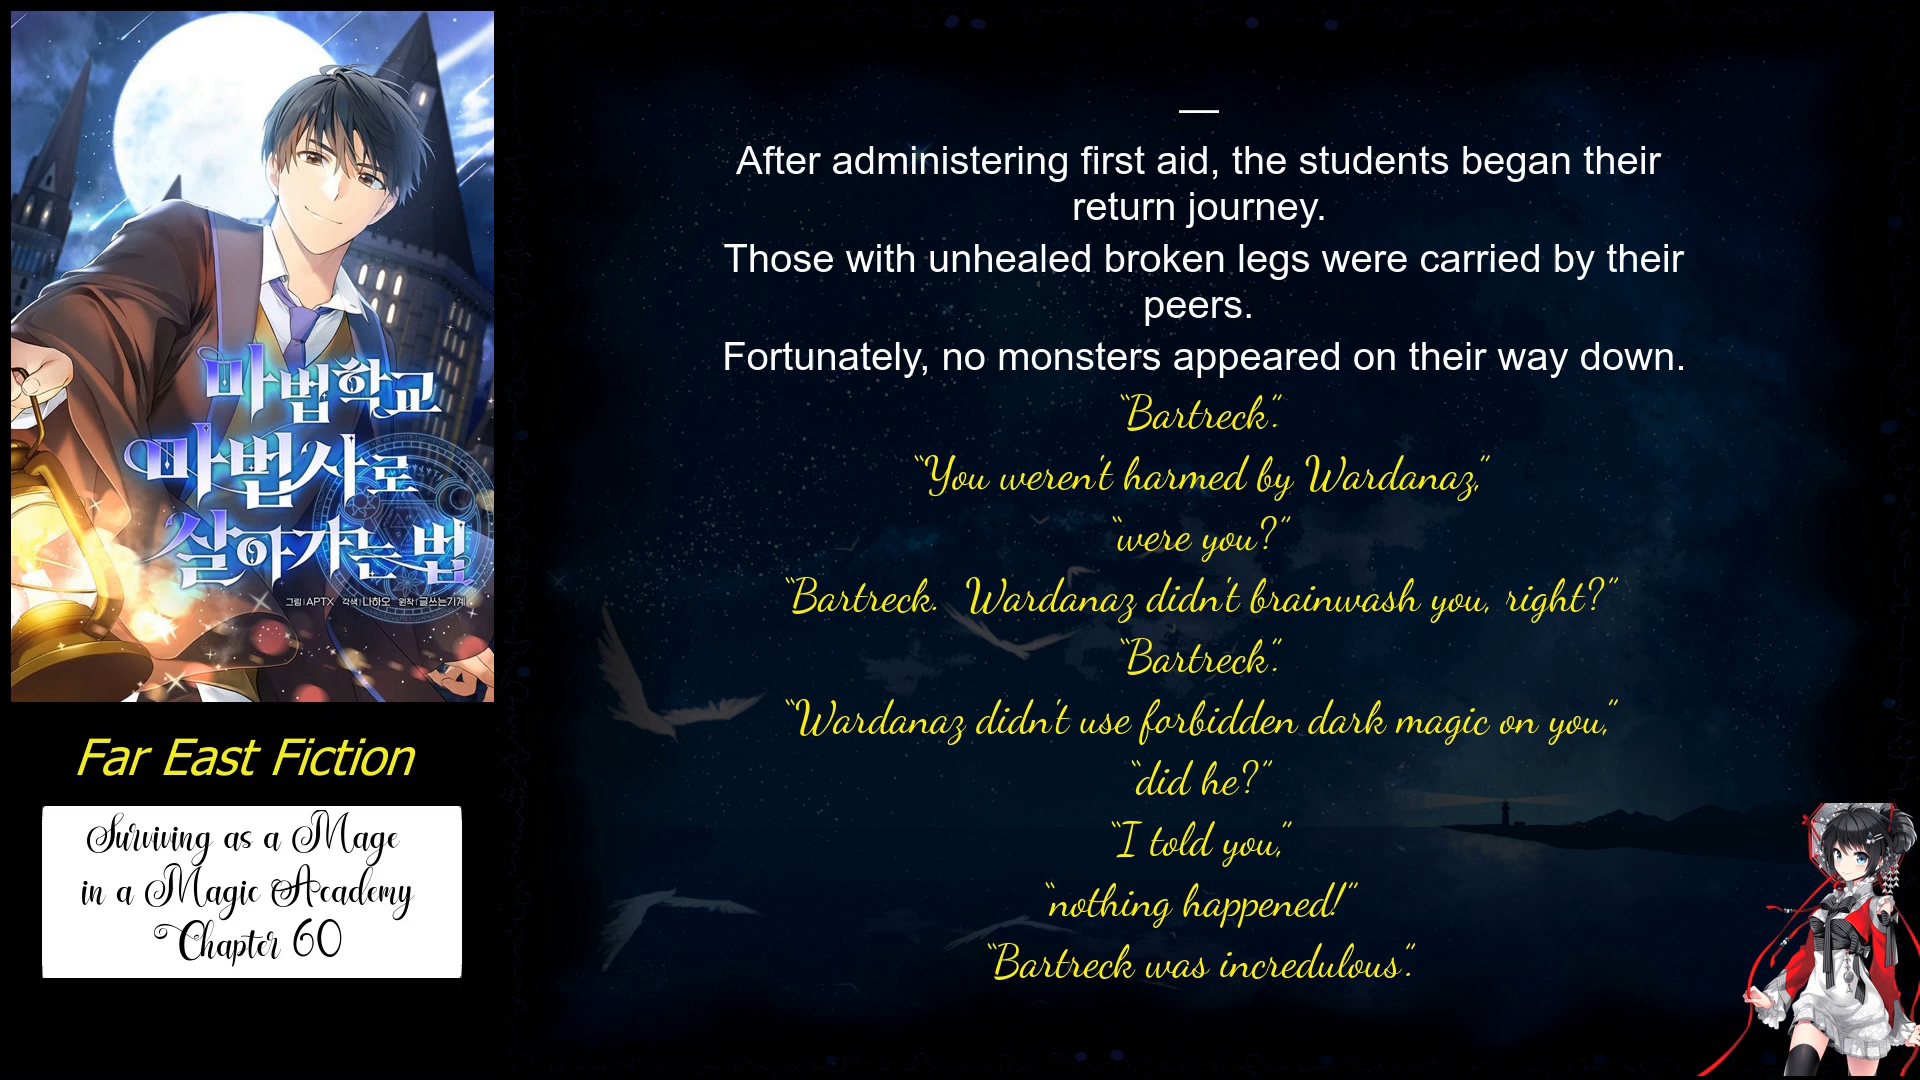 마법학교
마법사로
살아가는 법
그림|APTX 각색|나하오 원작|글쓰는기계
Far East Fiction
Surviving as a Mage
in a Magic Academy
Chapter 60
—
After administering first aid, the students began their
return journey.
Those with unhealed broken legs were carried by their
peers.
Fortunately, no monsters appeared on their way down.
“Bartreck”.
“You weren't harmed by Wardanaz,”
“were you?”
“Bartreck. Wardanaz didn't brainwash you, right?”
“Bartreck”.
“Wardanaz didn't use forbidden dark magic on you,”
“did he?”
“I told you,”
“nothing happened!”
“Bartreck was incredulous”.